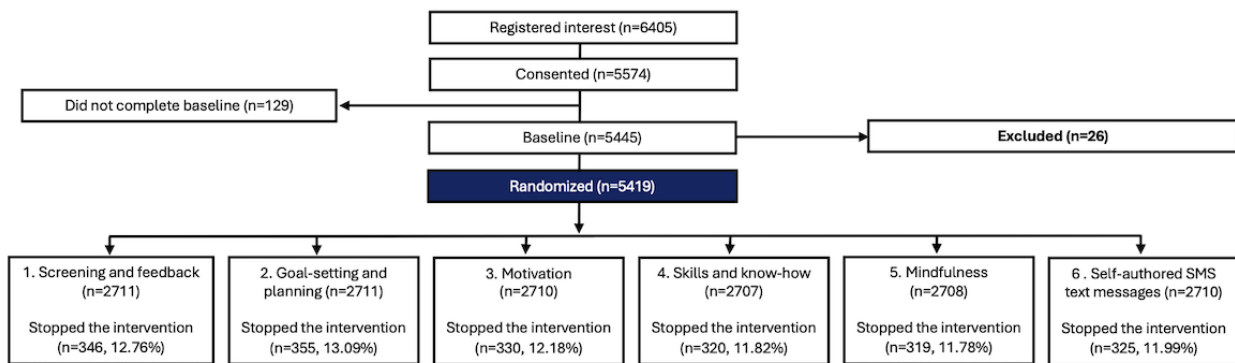 Registered interest (n=6405)
Consented (n=5574)
Did not complete baseline (n=129)
Baseline (n=5445)
Excluded (n=26)
Randomized (n=5419)
1. Screening and feedback
(n=2711)
Stopped the intervention
(n=346, 12.76%)
2. Goal-setting and
planning (n=2711)
Stopped the intervention
(n=355, 13.09%)
3. Motivation
(n=2710)
Stopped the intervention
(n=330, 12.18%)
4. Skills and know-how
(n=2707)
Stopped the intervention
(n=320, 11.82%)
5. Mindfulness
(n=2708)
Stopped the intervention
(n=319, 11.78%)
6 . Self-authored SMS
text messages (n=2710)
Stopped the intervention
(n=325, 11.99%)